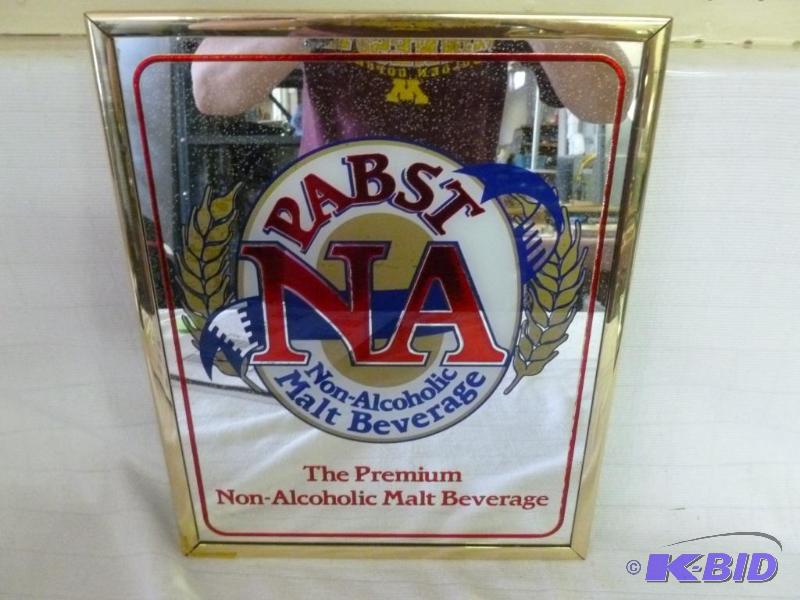 PABST
NA
Non-Alcoholic
Malt Beverage
The Premium
Non-Alcoholic Malt Beverage
© K-BID